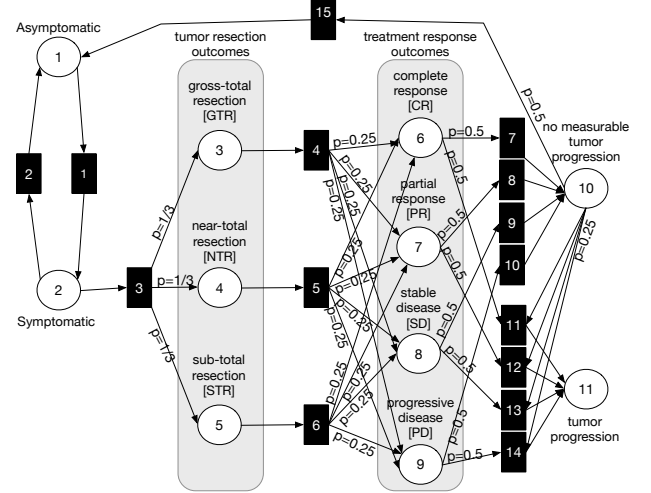 15
Asymptomatic
1
2
1
2
Symptomatic
tumor resection
outcomes
gross-total
resection
[GTR]
3
near-total
resection
[NTR]
4
sub-total
resection
[STR]
5
3
p=1/3
p=1/3
p=1/3
4
5
6
p=0.25
p=0.25
p=0.25
p=0.25
p=0.25
p=0.25
p=0.25
p=0.25
p=0.25
p=0.25
p=0.25
p=0.25
treatment response
outcomes
complete
response
[CR]
6
partial
response
[PR]
7
stable
disease
[SD]
8
progressive
disease
[PD]
9
p=0.5
p=0.5
p=0.5
p=0.5
p=0.5
p=0.5
p=0.5
p=0.5
7
8
9
10
11
12
13
14
p=0.5
no measurable
tumor
progression
10
p=0.25
11
tumor
progression